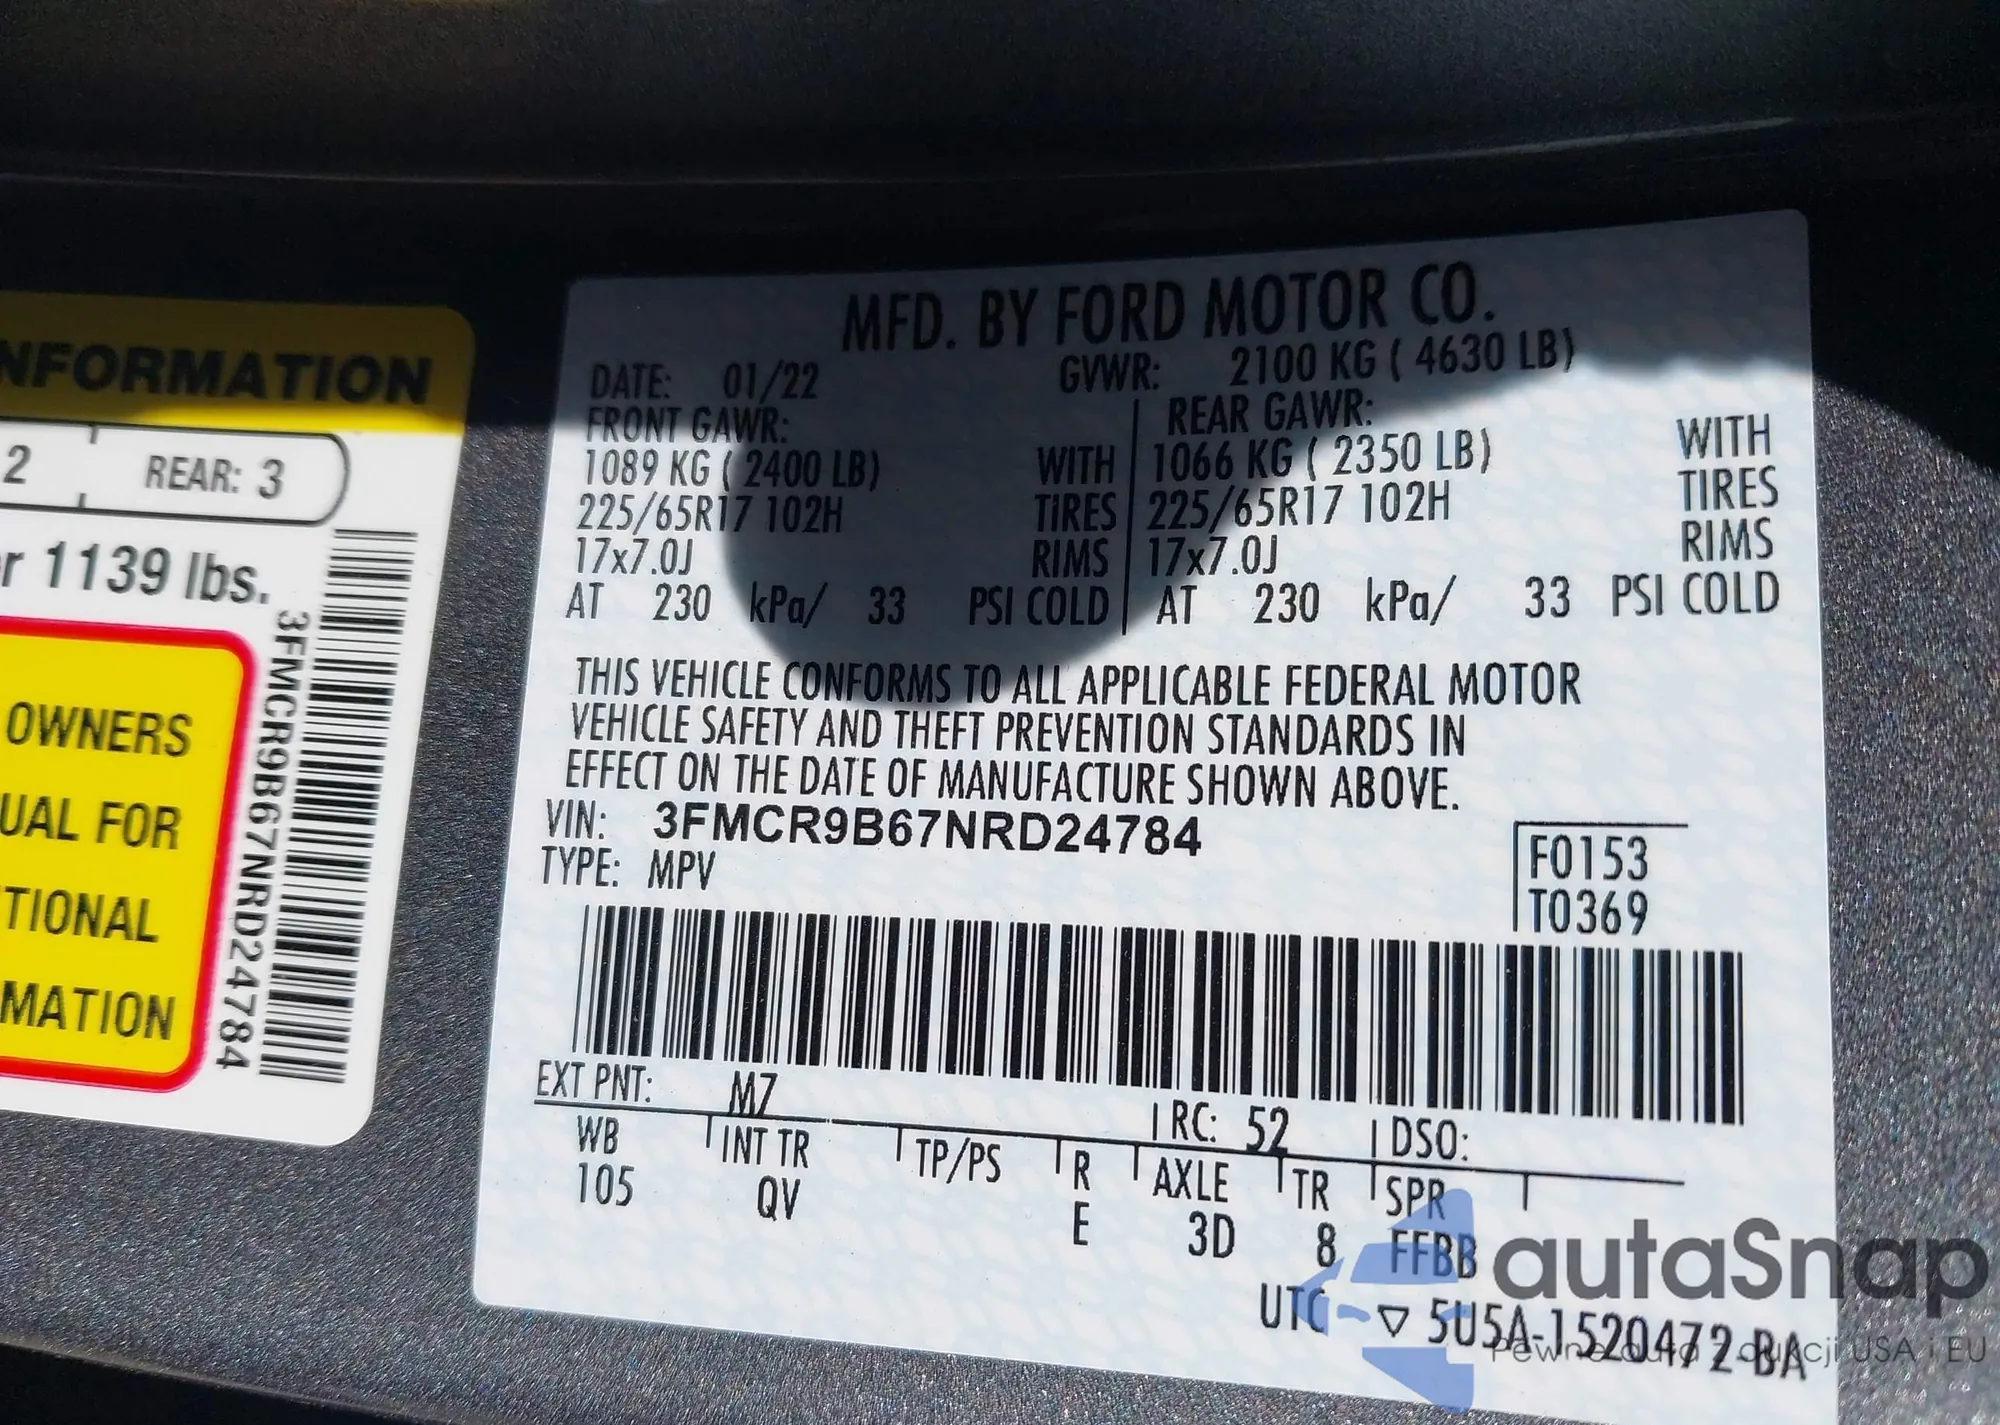 NFORMATION
2 REAR: 3
r 1139 lbs.
OWNERS
UAL FOR
TIONAL
MATION
3FMCR9B67NRD24784
MFD. BY FORD MOTOR CO.
DATE: 01/22 GVWR: 2100 KG ( 4630 LB)
FRONT GAWR: REAR GAWR:
1089 KG ( 2400 LB) WITH 1066 KG ( 2350 LB) WITH
225/65R17 102H TIRES 225/65R17 102H TIRES
17x7.0J RIMS 17x7.0J RIMS
AT 230 kPa/ 33 PSI COLD AT 230 kPa/ 33 PSI COLD
THIS VEHICLE CONFORMS TO ALL APPLICABLE FEDERAL MOTOR
VEHICLE SAFETY AND THEFT PREVENTION STANDARDS IN
EFFECT ON THE DATE OF MANUFACTURE SHOWN ABOVE.
VIN: 3FMCR9B67NRD24784
TYPE: MPV
F0153
T0369
EXT PNT: M7 RC: 52 DSO:
WB INT TR TP/PS R AXLE TR SPR
105 QV E 3D 8 FFBB
UTC ▽ 5U5A-1520472-BA
autaSnap
Pewne auta z aukcji USA i EU